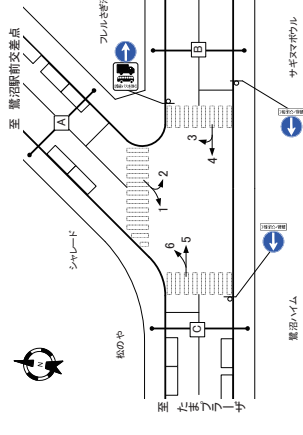 至 鷺沼駅前交差点
フレルさぎ沼
サギヌマボウル
A
B
シャレード
1
2
3
4
5
6
松のや
C
N
至 たまプラーザ
鷺沼ハイム